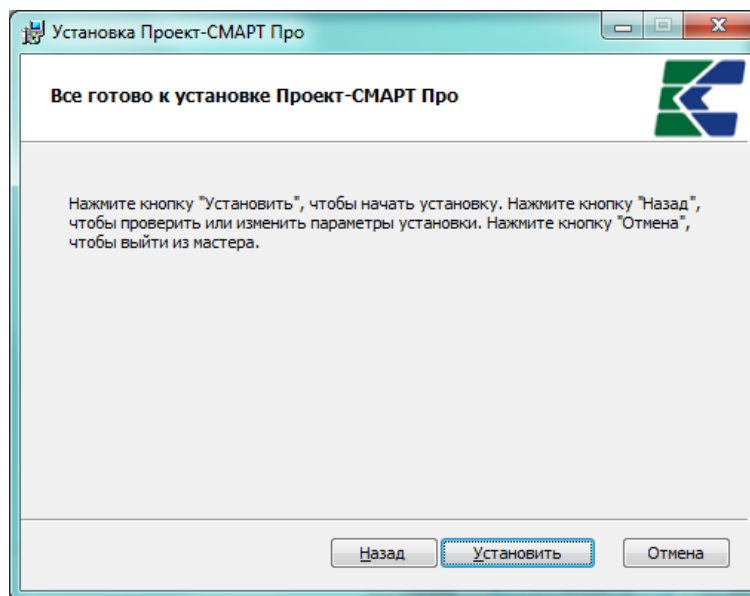 Установка Проект-СМАРТ Про
Все готово к установке Проект-СМАРТ Про
Нажмите кнопку "Установить", чтобы начать установку. Нажмите кнопку "Назад",
чтобы проверить или изменить параметры установки. Нажмите кнопку "Отмена",
чтобы выйти из мастера.
Назад Установить Отмена